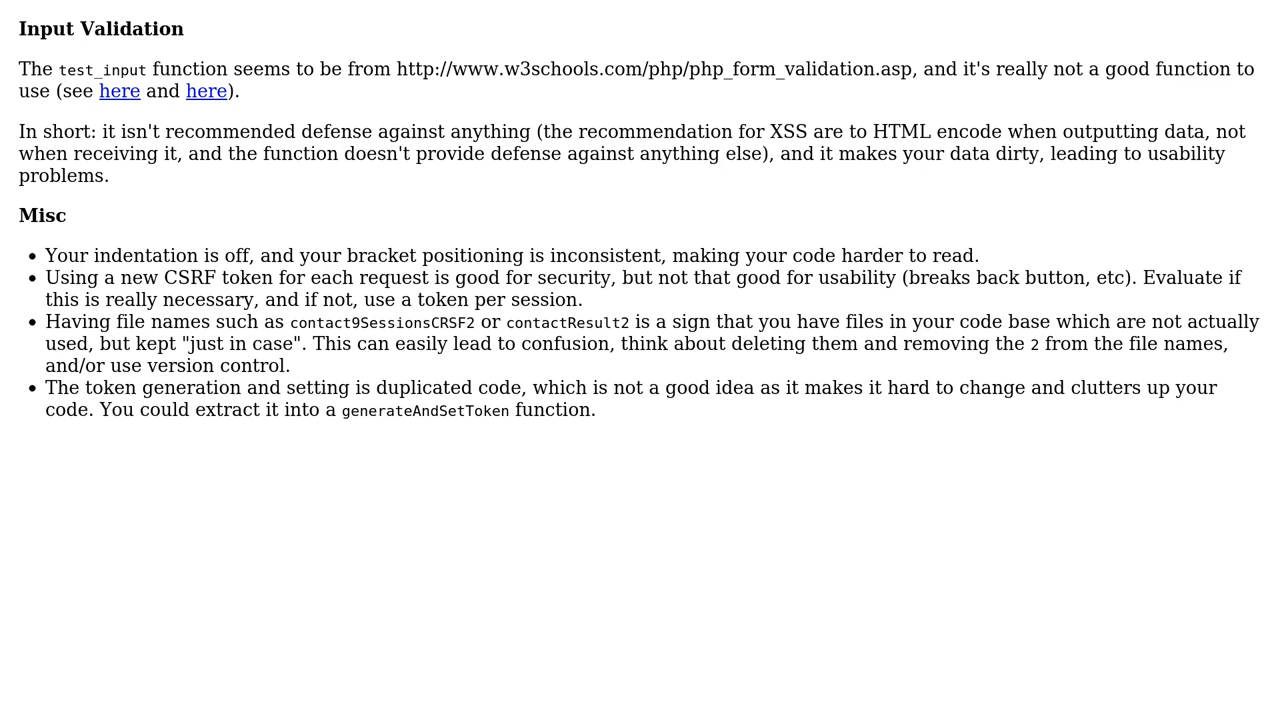 Input Validation
The test_input function seems to be from http://www.w3schools.com/php/php_form_validation.asp, and it's really not a good function to
use (see here and here).
In short: it isn't recommended defense against anything (the recommendation for XSS are to HTML encode when outputting data, not
when receiving it, and the function doesn't provide defense against anything else), and it makes your data dirty, leading to usability
problems.
Misc
• Your indentation is off, and your bracket positioning is inconsistent, making your code harder to read.
• Using a new CSRF token for each request is good for security, but not that good for usability (breaks back button, etc). Evaluate if
this is really necessary, and if not, use a token per session.
• Having file names such as contact9SessionsCRSF2 or contactResult2 is a sign that you have files in your code base which are not actually
used, but kept "just in case". This can easily lead to confusion, think about deleting them and removing the 2 from the file names,
and/or use version control.
• The token generation and setting is duplicated code, which is not a good idea as it makes it hard to change and clutters up your
code. You could extract it into a generateAndSetToken function.